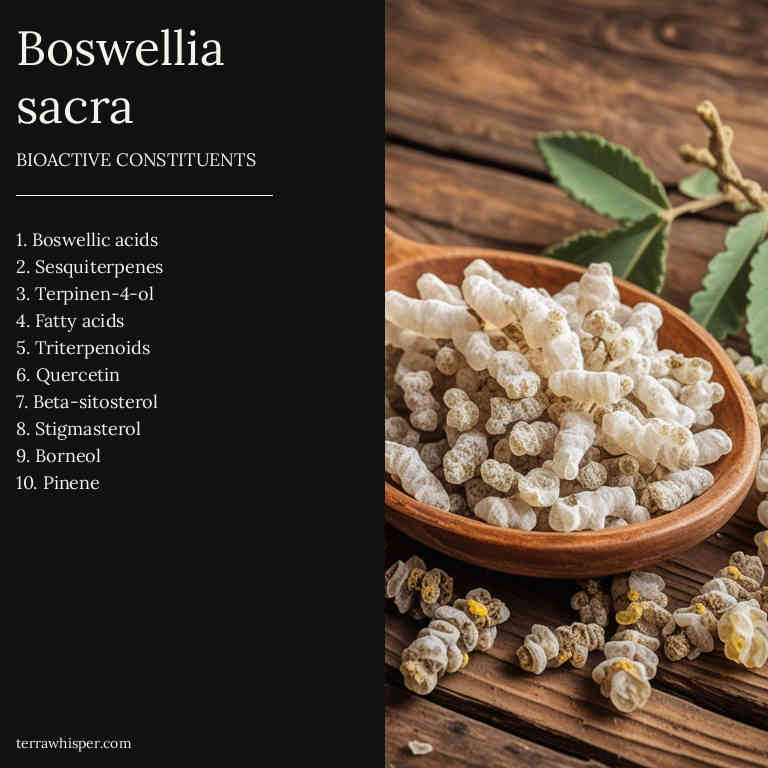 Boswellia
sacra
BIOACTIVE CONSTITUENTS
1. Boswellic acids
2. Sesquiterpenes
3. Terpinen-4-ol
4. Fatty acids
5. Triterpenoids
6. Quercetin
7. Beta-sitosterol
8. Stigmasterol
9. Borneol
10. Pinene
terrawhisper.com